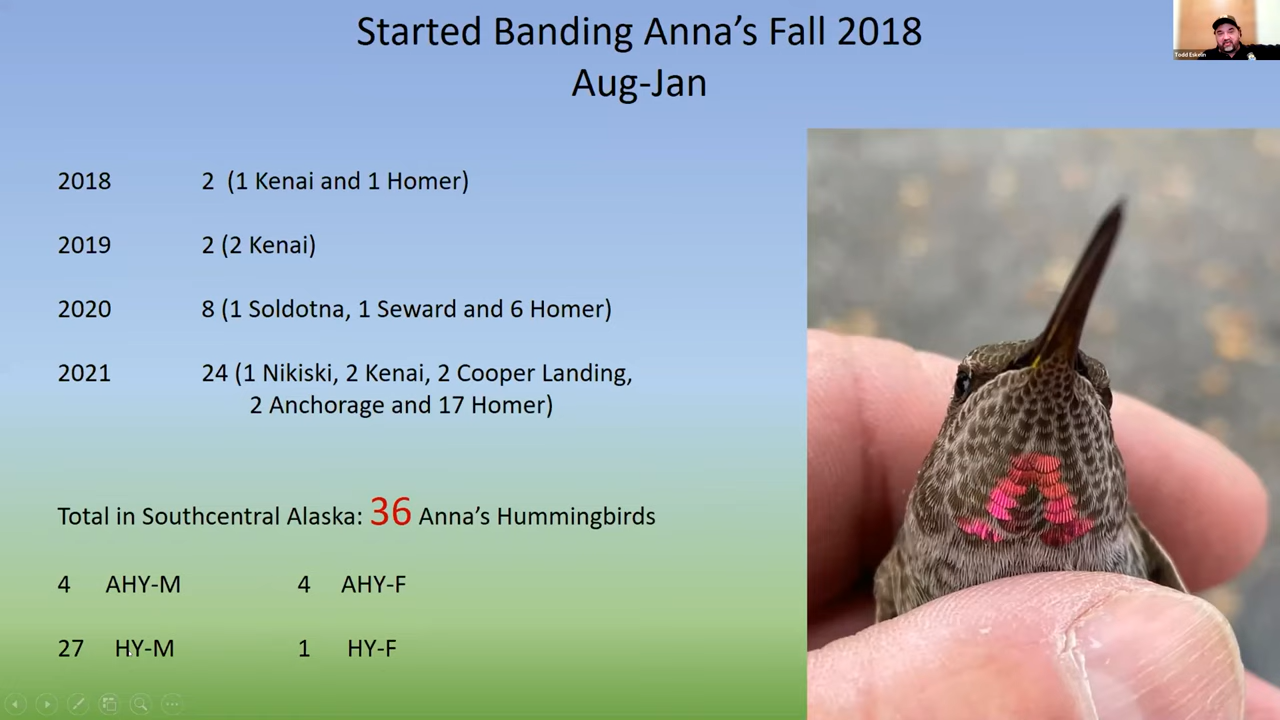 Started Banding Anna's Fall 2018
Aug-Jan
Todd Eskelin
2018 2 (1 Kenai and 1 Homer)
2019 2 (2 Kenai)
2020 8 (1 Soldotna, 1 Seward and 6 Homer)
2021 24 (1 Nikiski, 2 Kenai, 2 Cooper Landing,
2 Anchorage and 17 Homer)
Total in Southcentral Alaska: 36 Anna's Hummingbirds
4 AHY-M 4 AHY-F
27 HY-M 1 HY-F